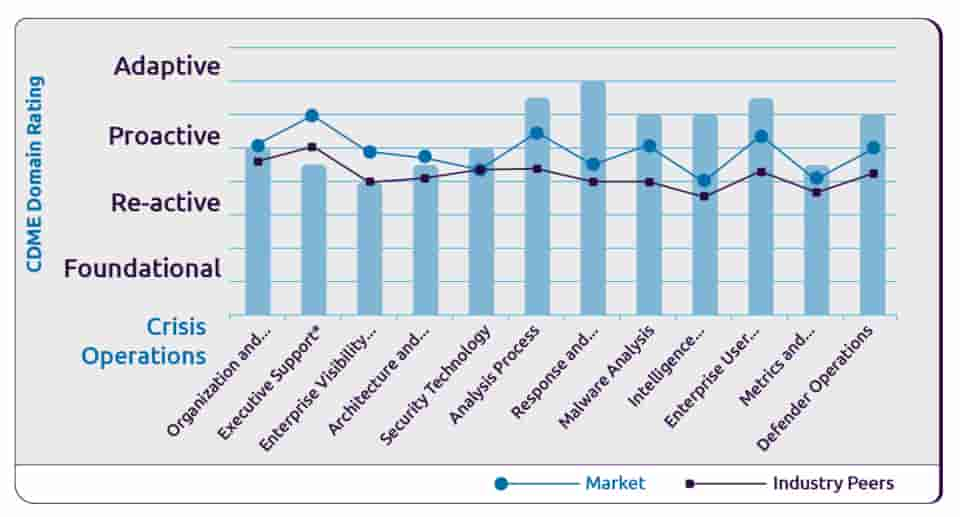 CDME Domain Rating
Adaptive
Proactive
Re-active
Foundational
Crisis
Operations
Organization and...
Executive Support*
Enterprise Visibility...
Architecture and...
Security Technology
Analysis Process
Response and...
Malware Analysis
Intelligence...
Enterprise User...
Metrics and...
Defender Operations
Market
Industry Peers